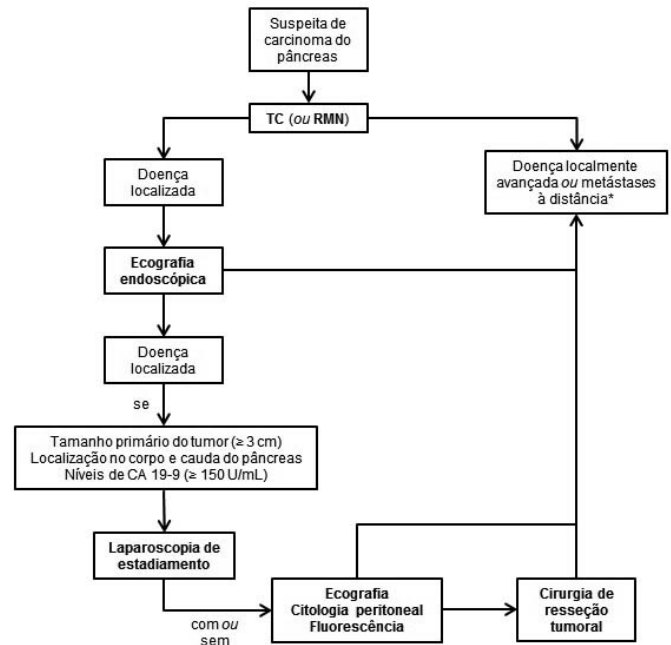 Suspeita de
carcinoma do
pâncreas
TC (ou RMN)
Doença
localizada
Doença localmente
avançada ou metástases
à distância*
Ecografia
endoscópica
Doença
localizada
se
Tamanho primário do tumor (≥ 3 cm)
Localização no corpo e cauda do pâncreas
Níveis de CA 19-9 (≥ 150 U/mL)
Laparoscopia de
estadiamento
com ou
sem
Ecografia
Citologia peritoneal
Fluorescência
Cirurgia de
resseção
tumoral